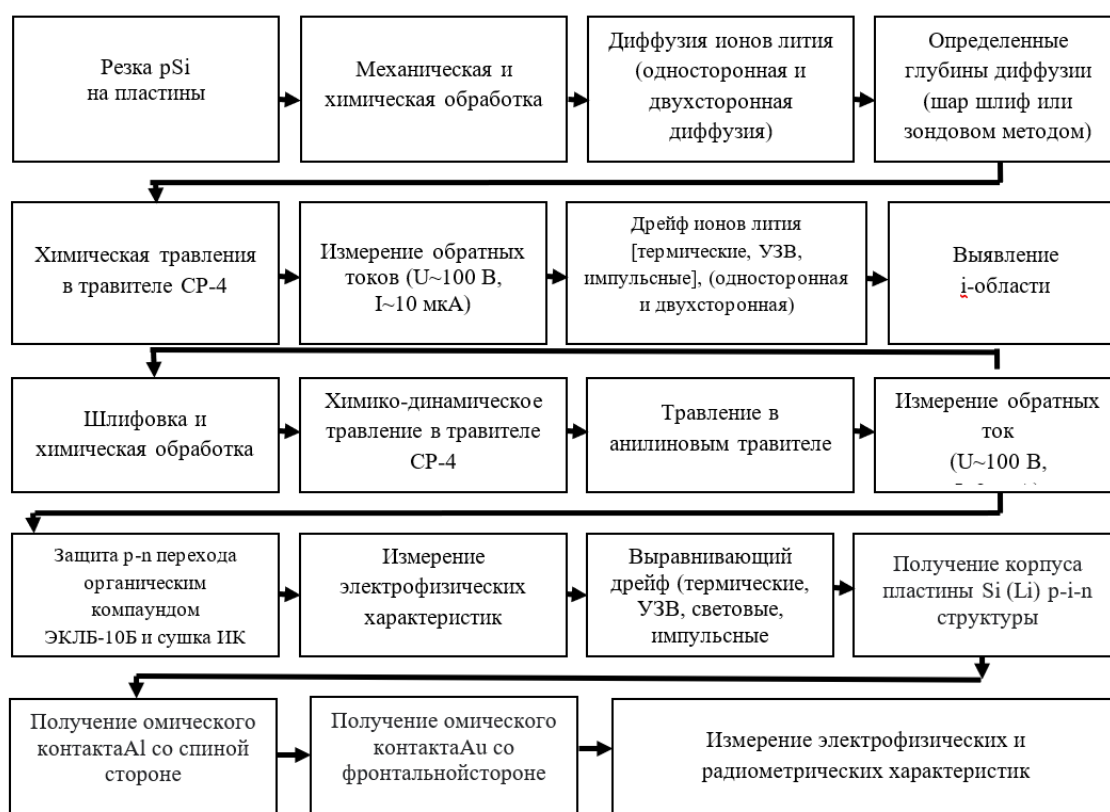 Резка pSi
на пластины
Механическая и
химическая обработка
Диффузия ионов лития
(односторонная и
двухсторонная
диффузия)
Определенные
глубины диффузии
(шар шлиф или
зондовом методом)
Химическая травления
в травителе СР-4
Измерение обратных
токов (U~100 В,
I~10 мкА)
Дрейф ионов лития
[термические, УЗВ,
импульсные], (односторонная
и двухсторонная)
Выявление
i-области
Шлифовка и
химическая обработка
Химико-динамическое
травление в травителе
СР-4
Травление в
анилиновым травителе
Измерение обратных
ток
(U~100 В,
Защита p-n перехода
органическим
компаундом
ЭКЛБ-10Б и сушка ИК
Измерение
электрофизических
характеристик
Выравнивающий
дрейф (термические,
УЗВ, световые,
импульсные
Получение корпуса
пластины Si (Li) p-i-n
структуры
Получение омического
контактаAl со спиной
стороне
Получение омического
контактаAu со
фронтальнойстороне
Измерение электрофизических и
радиометрических характеристик